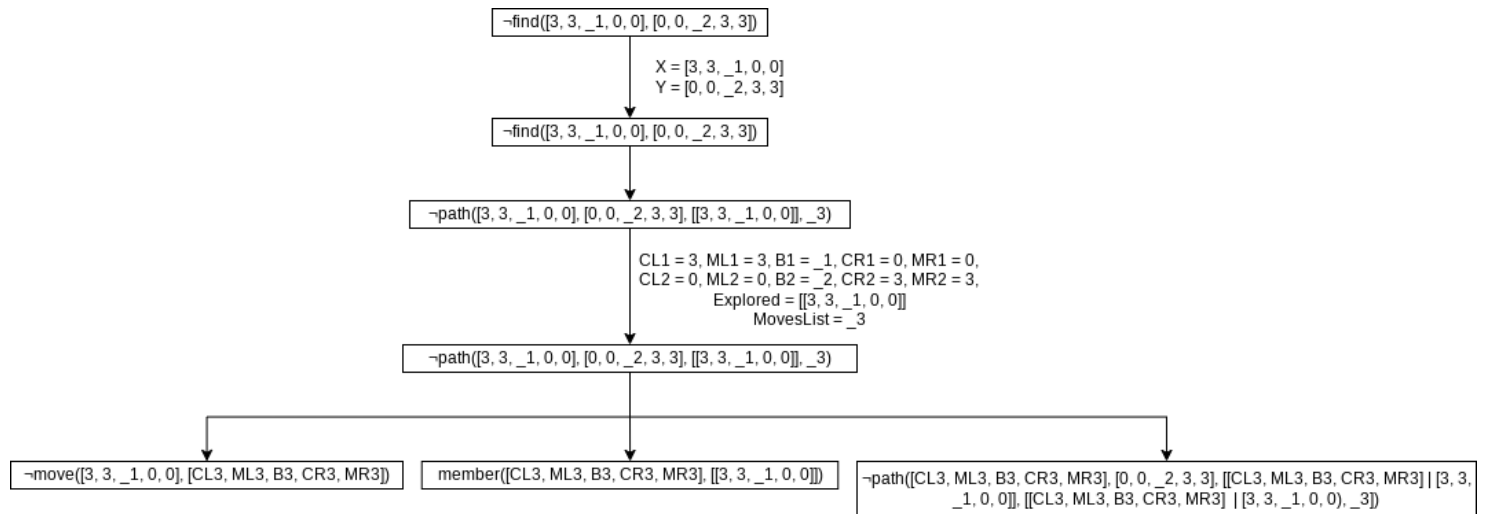 ¬find([3, 3, _1, 0, 0], [0, 0, _2, 3, 3])
X = [3, 3, _1, 0, 0]
Y = [0, 0, _2, 3, 3]
¬find([3, 3, _1, 0, 0], [0, 0, _2, 3, 3])
¬path([3, 3, _1, 0, 0], [0, 0, _2, 3, 3], [[3, 3, _1, 0, 0]], _3)
CL1 = 3, ML1 = 3, B1 = _1, CR1 = 0, MR1 = 0,
CL2 = 0, ML2 = 0, B2 = _2, CR2 = 3, MR2 = 3,
Explored = [[3, 3, _1, 0, 0]]
MovesList = _3
¬path([3, 3, _1, 0, 0], [0, 0, _2, 3, 3], [[3, 3, _1, 0, 0]], _3)
¬move([3, 3, _1, 0, 0], [CL3, ML3, B3, CR3, MR3])
member([CL3, ML3, B3, CR3, MR3], [[3, 3, _1, 0, 0]])
¬path([CL3, ML3, B3, CR3, MR3], [0, 0, _2, 3, 3], [[CL3, ML3, B3, CR3, MR3] | [3, 3,
_1, 0, 0]], [[CL3, ML3, B3, CR3, MR3] | [3, 3, _1, 0, 0), _3])